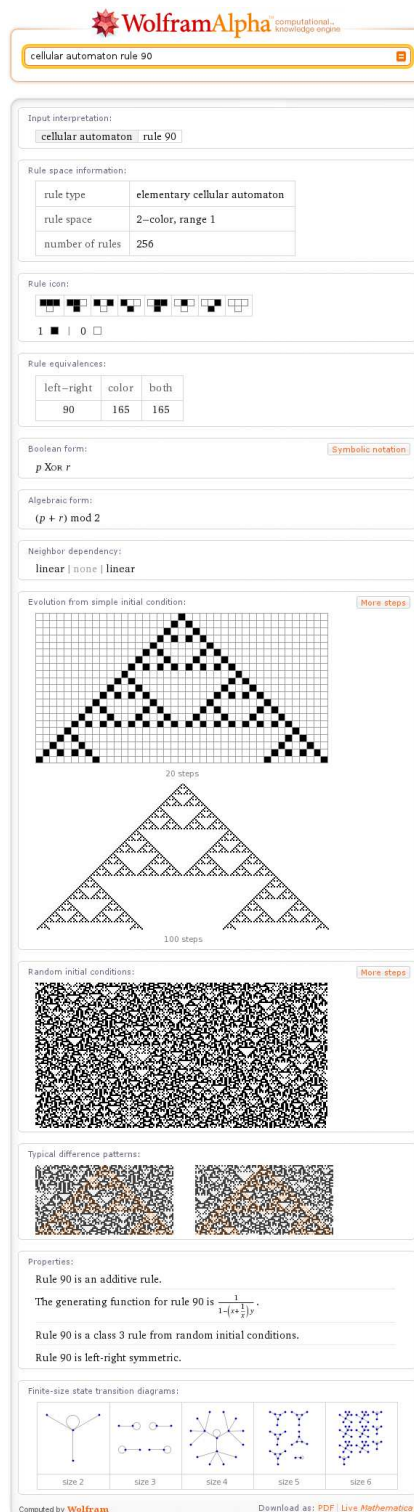 WolframAlpha™ computational..
knowledge engine
cellular automaton rule 90
Input interpretation:
cellular automaton rule 90
Rule space information:
rule type elementary cellular automaton
rule space 2−color, range 1
number of rules 256
Rule icon:
1 ■ | 0 □
Rule equivalences:
left−right color both
90 165 165
Boolean form: Symbolic notation
p XOR r
Algebraic form:
(p + r) mod 2
Neighbor dependency:
linear | none | linear
Evolution from simple initial condition: More steps
20 steps
100 steps
Random initial conditions: More steps
Typical difference patterns:
Properties:
Rule 90 is an additive rule.
The generating function for rule 90 is 1/(1−(x+1/x)y).
Rule 90 is a class 3 rule from random initial conditions.
Rule 90 is left-right symmetric.
Finite-size state transition diagrams:
size 2 size 3 size 4 size 5 size 6
Computed by Wolfram Download as: PDF | Live Mathematica